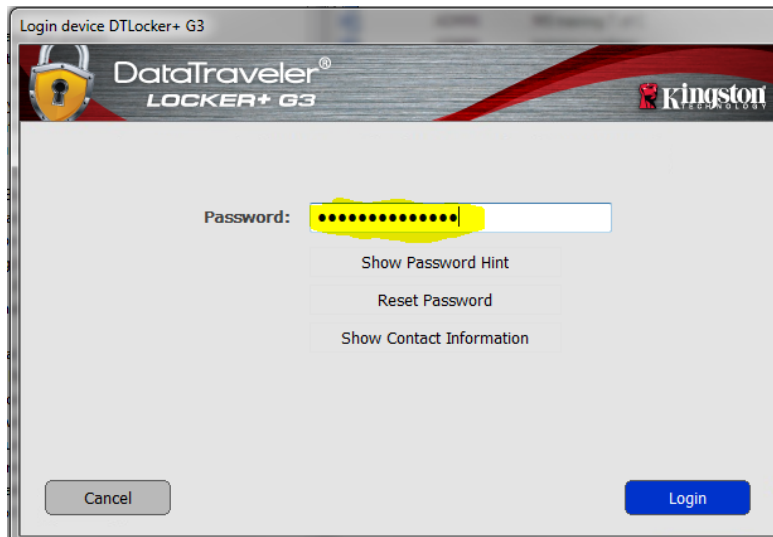 Login device DTLocker+ G3
DataTraveler®
LOCKER+ G3
Kingston
TECHNOLOGY
Password: ••••••••••••••
Show Password Hint
Reset Password
Show Contact Information
Cancel
Login